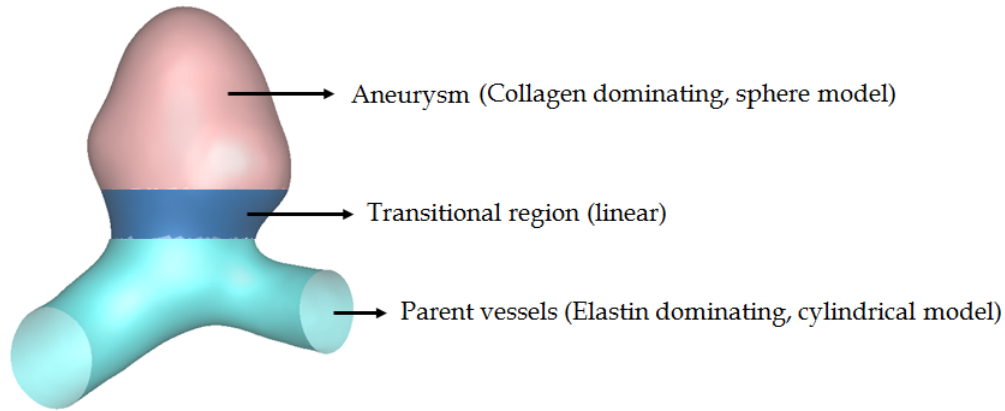 Aneurysm (Collagen dominating, sphere model)
Transitional region (linear)
Parent vessels (Elastin dominating, cylindrical model)